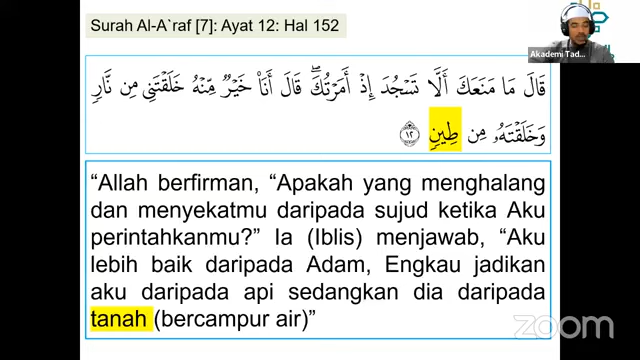 Surah Al-A`raf [7]: Ayat 12: Hal 152
Akademi Tad...
قَالَ مَا مَنَعَكَ أَلَّا تَسْجُدَ إِذْ أَمَرْتُكَ ۖ قَالَ أَنَا۠ خَيْرٌ مِّنْهُ خَلَقْتَنِى مِن نَّارٍ
وَخَلَقْتَهُۥ مِن طِينٍ ١٢
“Allah berfirman, “Apakah yang menghalang
dan menyekatmu daripada sujud ketika Aku
perintahkanmu?” Ia (Iblis) menjawab, “Aku
lebih baik daripada Adam, Engkau jadikan
aku daripada api sedangkan dia daripada
tanah (bercampur air)”
zoom